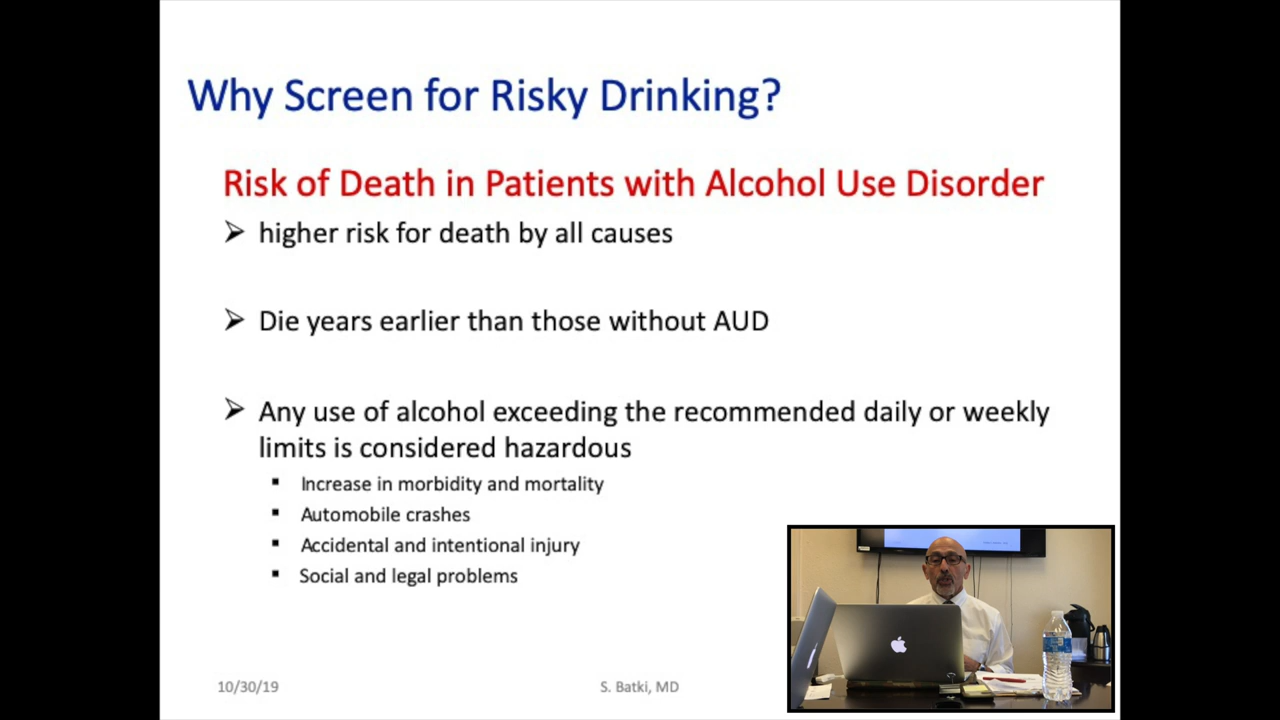 Why Screen for Risky Drinking?
Risk of Death in Patients with Alcohol Use Disorder
➢ higher risk for death by all causes
➢ Die years earlier than those without AUD
➢ Any use of alcohol exceeding the recommended daily or weekly
limits is considered hazardous
▪ Increase in morbidity and mortality
▪ Automobile crashes
▪ Accidental and intentional injury
▪ Social and legal problems
10/30/19
S. Batki, MD